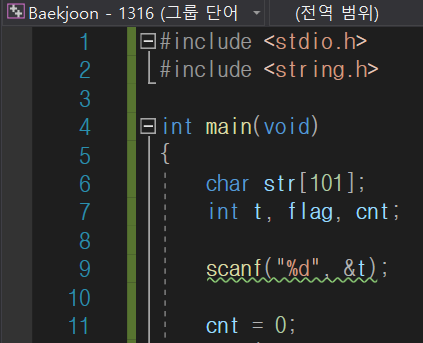 Baekjoon - 1316 (그룹 단어 (전역 범위)
1 #include <stdio.h>
2 #include <string.h>
3
4 int main(void)
5 {
6 char str[101];
7 int t, flag, cnt;
8
9 scanf("%d", &t);
10
11 cnt = 0;